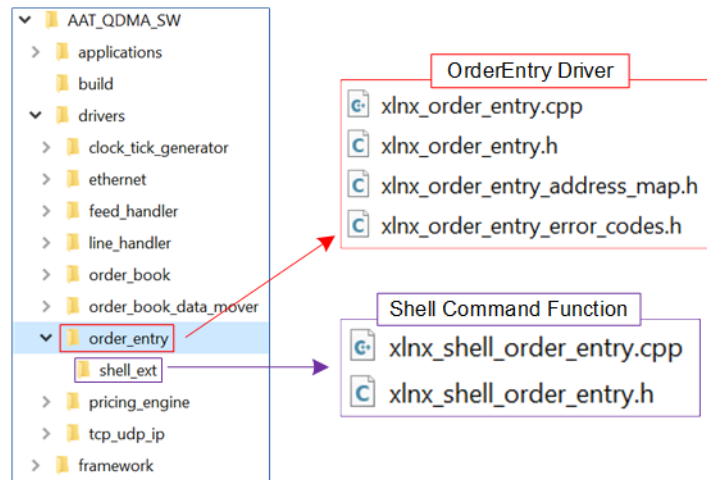 AAT_QDMA_SW
applications
build
drivers
clock_tick_generator
ethernet
feed_handler
line_handler
order_book
order_book_data_mover
order_entry
shell_ext
pricing_engine
tcp_udp_ip
framework
OrderEntry Driver
xlnx_order_entry.cpp
xlnx_order_entry.h
xlnx_order_entry_address_map.h
xlnx_order_entry_error_codes.h
Shell Command Function
xlnx_shell_order_entry.cpp
xlnx_shell_order_entry.h